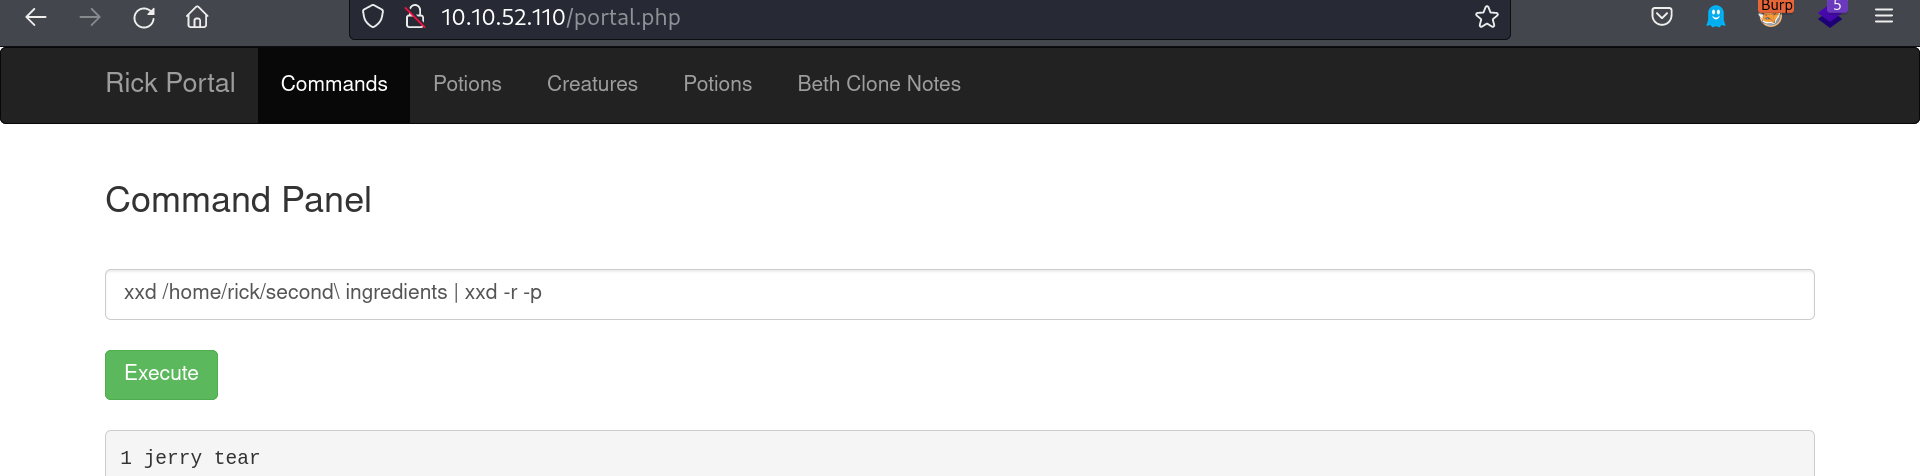 10.10.52.110/portal.php
Burp
5
Rick Portal Commands Potions Creatures Potions Beth Clone Notes
Command Panel
xxd /home/rick/second\ ingredients | xxd -r -p
Execute
1 jerry tear